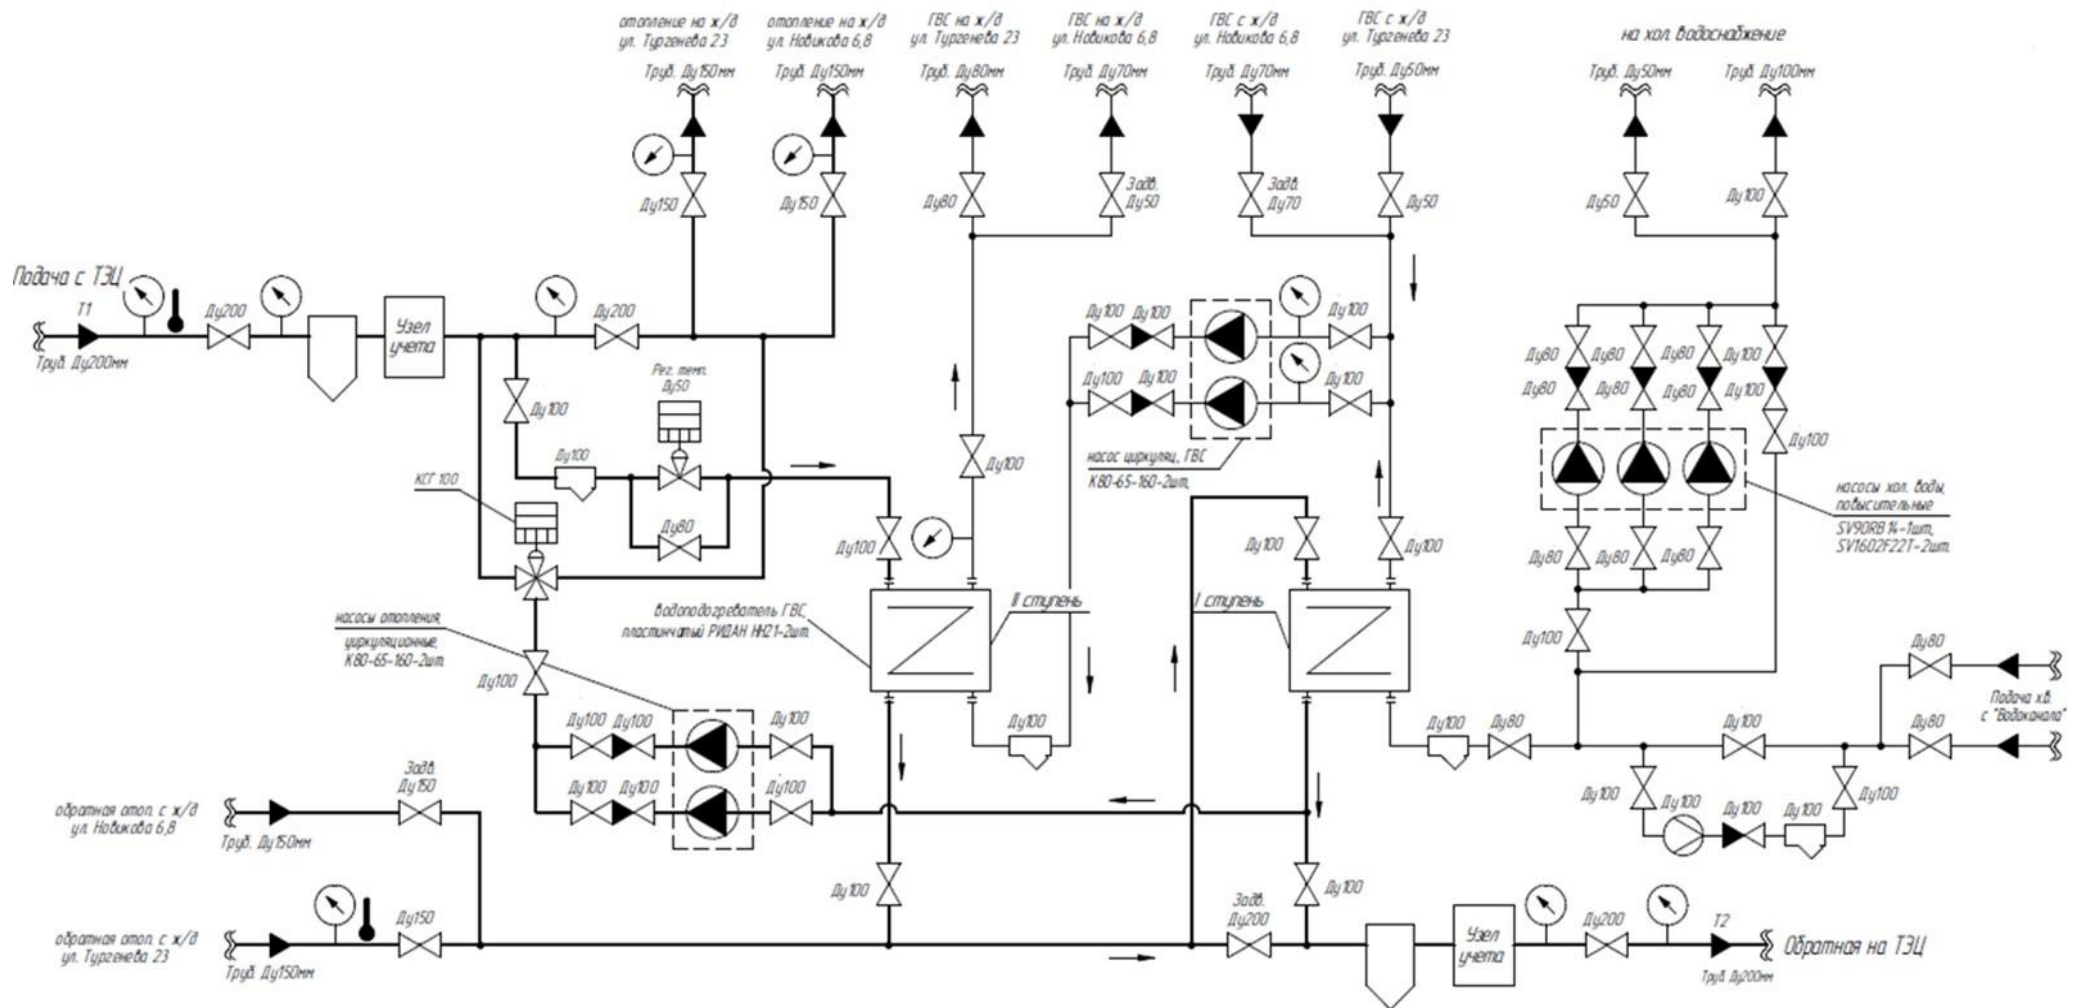 отопление на ж/д
ул. Тургенева 23
Труб. Ду150мм
отопление на ж/д
ул. Новикова 6,8
Труб. Ду150мм
ГВС на ж/д
ул. Тургенева 23
Труб. Ду80мм
ГВС на ж/д
ул. Новикова 6,8
Труб. Ду70мм
ГВС с ж/д
ул. Новикова 6,8
Труб. Ду70мм
ГВС с ж/д
ул. Тургенева 23
Труб. Ду50мм
на хол. водоснабжение
Труб. Ду50мм
Труб. Ду100мм
Ду150
Ду150
Ду80
Задв.
Ду50
Задв.
Ду70
Ду50
Ду50
Ду100
Подача с ТЭЦ
Т1
Труб. Ду200мм
Ду200
Узел
учета
Ду200
Ду100
Рег. темп.
Ду50
Ду100
Ду80
КСГ 100
Ду100
Ду100
Ду100
Ду100
Ду100
Ду100
Ду100
Ду100
насос циркуляц. ГВС
К80-65-160-2шт.
Ду100
Ду100
Ду80
Ду80
Ду80
Ду100
Ду80
Ду80
Ду80
Ду100
Ду100
насосы хол. воды,
повысительные
SV90RB 14-1шт,
SV1602F22T-2шт.
Ду80
Ду80
Ду80
Ду100
насосы отопления,
циркуляционные,
К80-65-160-2шт.
водоподогреватель ГВС,
пластинчатый РИДАН НН21-2шт.
II ступень
I ступень
Ду100
Ду100
Ду100
Ду100
Ду100
Ду100
Ду100
Ду100
Ду100
Ду80
Ду100
Ду80
Ду80
Подача х.в.
с "Водоканала"
Ду100
Ду100
Ду100
Ду100
Ду100
Задв.
Ду150
обратная отоп. с ж/д
ул. Новикова 6,8
Труб. Ду150мм
Ду150
обратная отоп. с ж/д
ул. Тургенева 23
Труб. Ду150мм
Ду100
Задв.
Ду200
Ду100
Узел
учета
Ду200
Т2
Труб. Ду200мм
Обратная на ТЭЦ